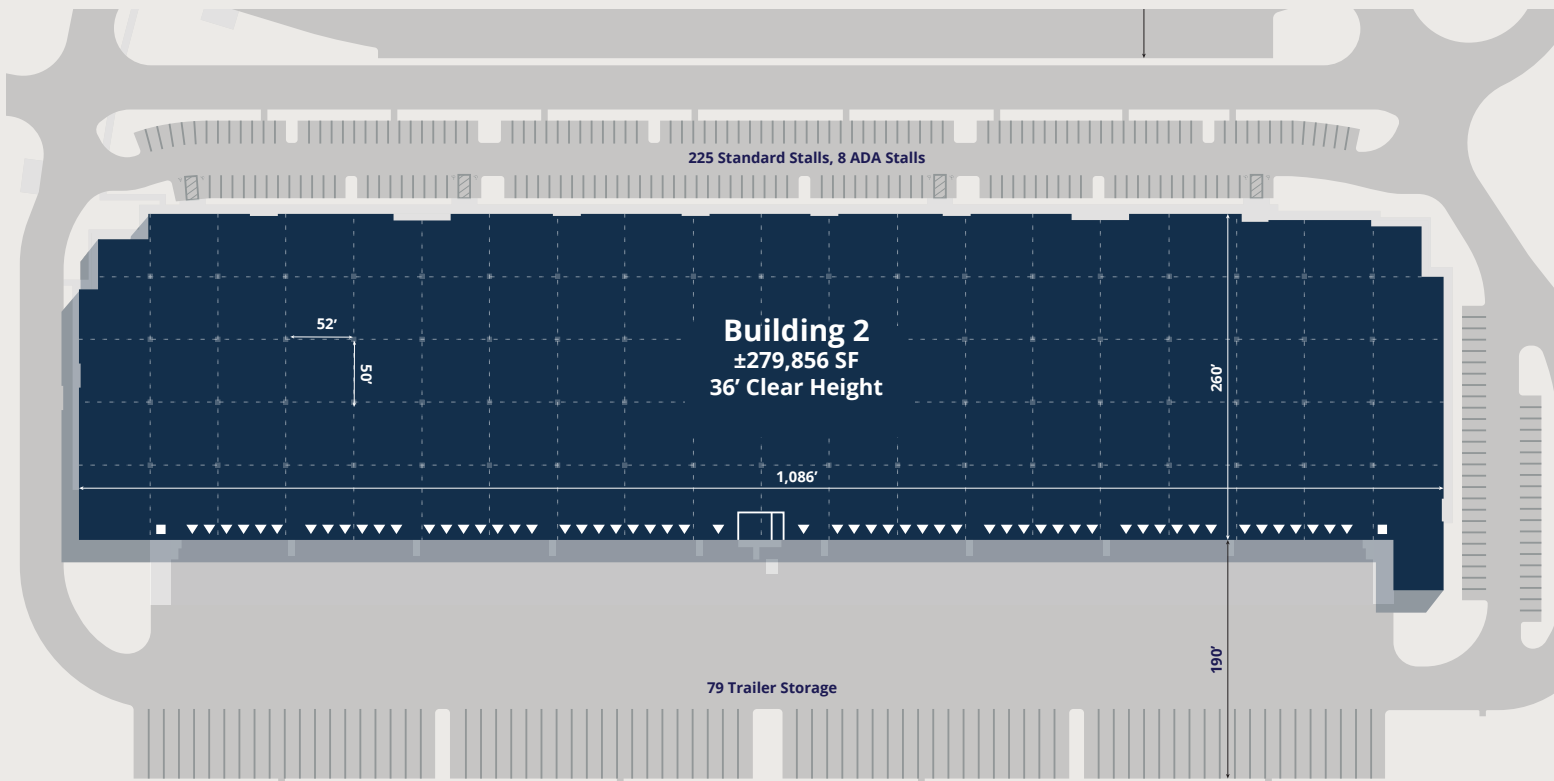 225 Standard Stalls, 8 ADA Stalls
Building 2
±279,856 SF
36’ Clear Height
52’
50’
260’
1,086’
190’
79 Trailer Storage